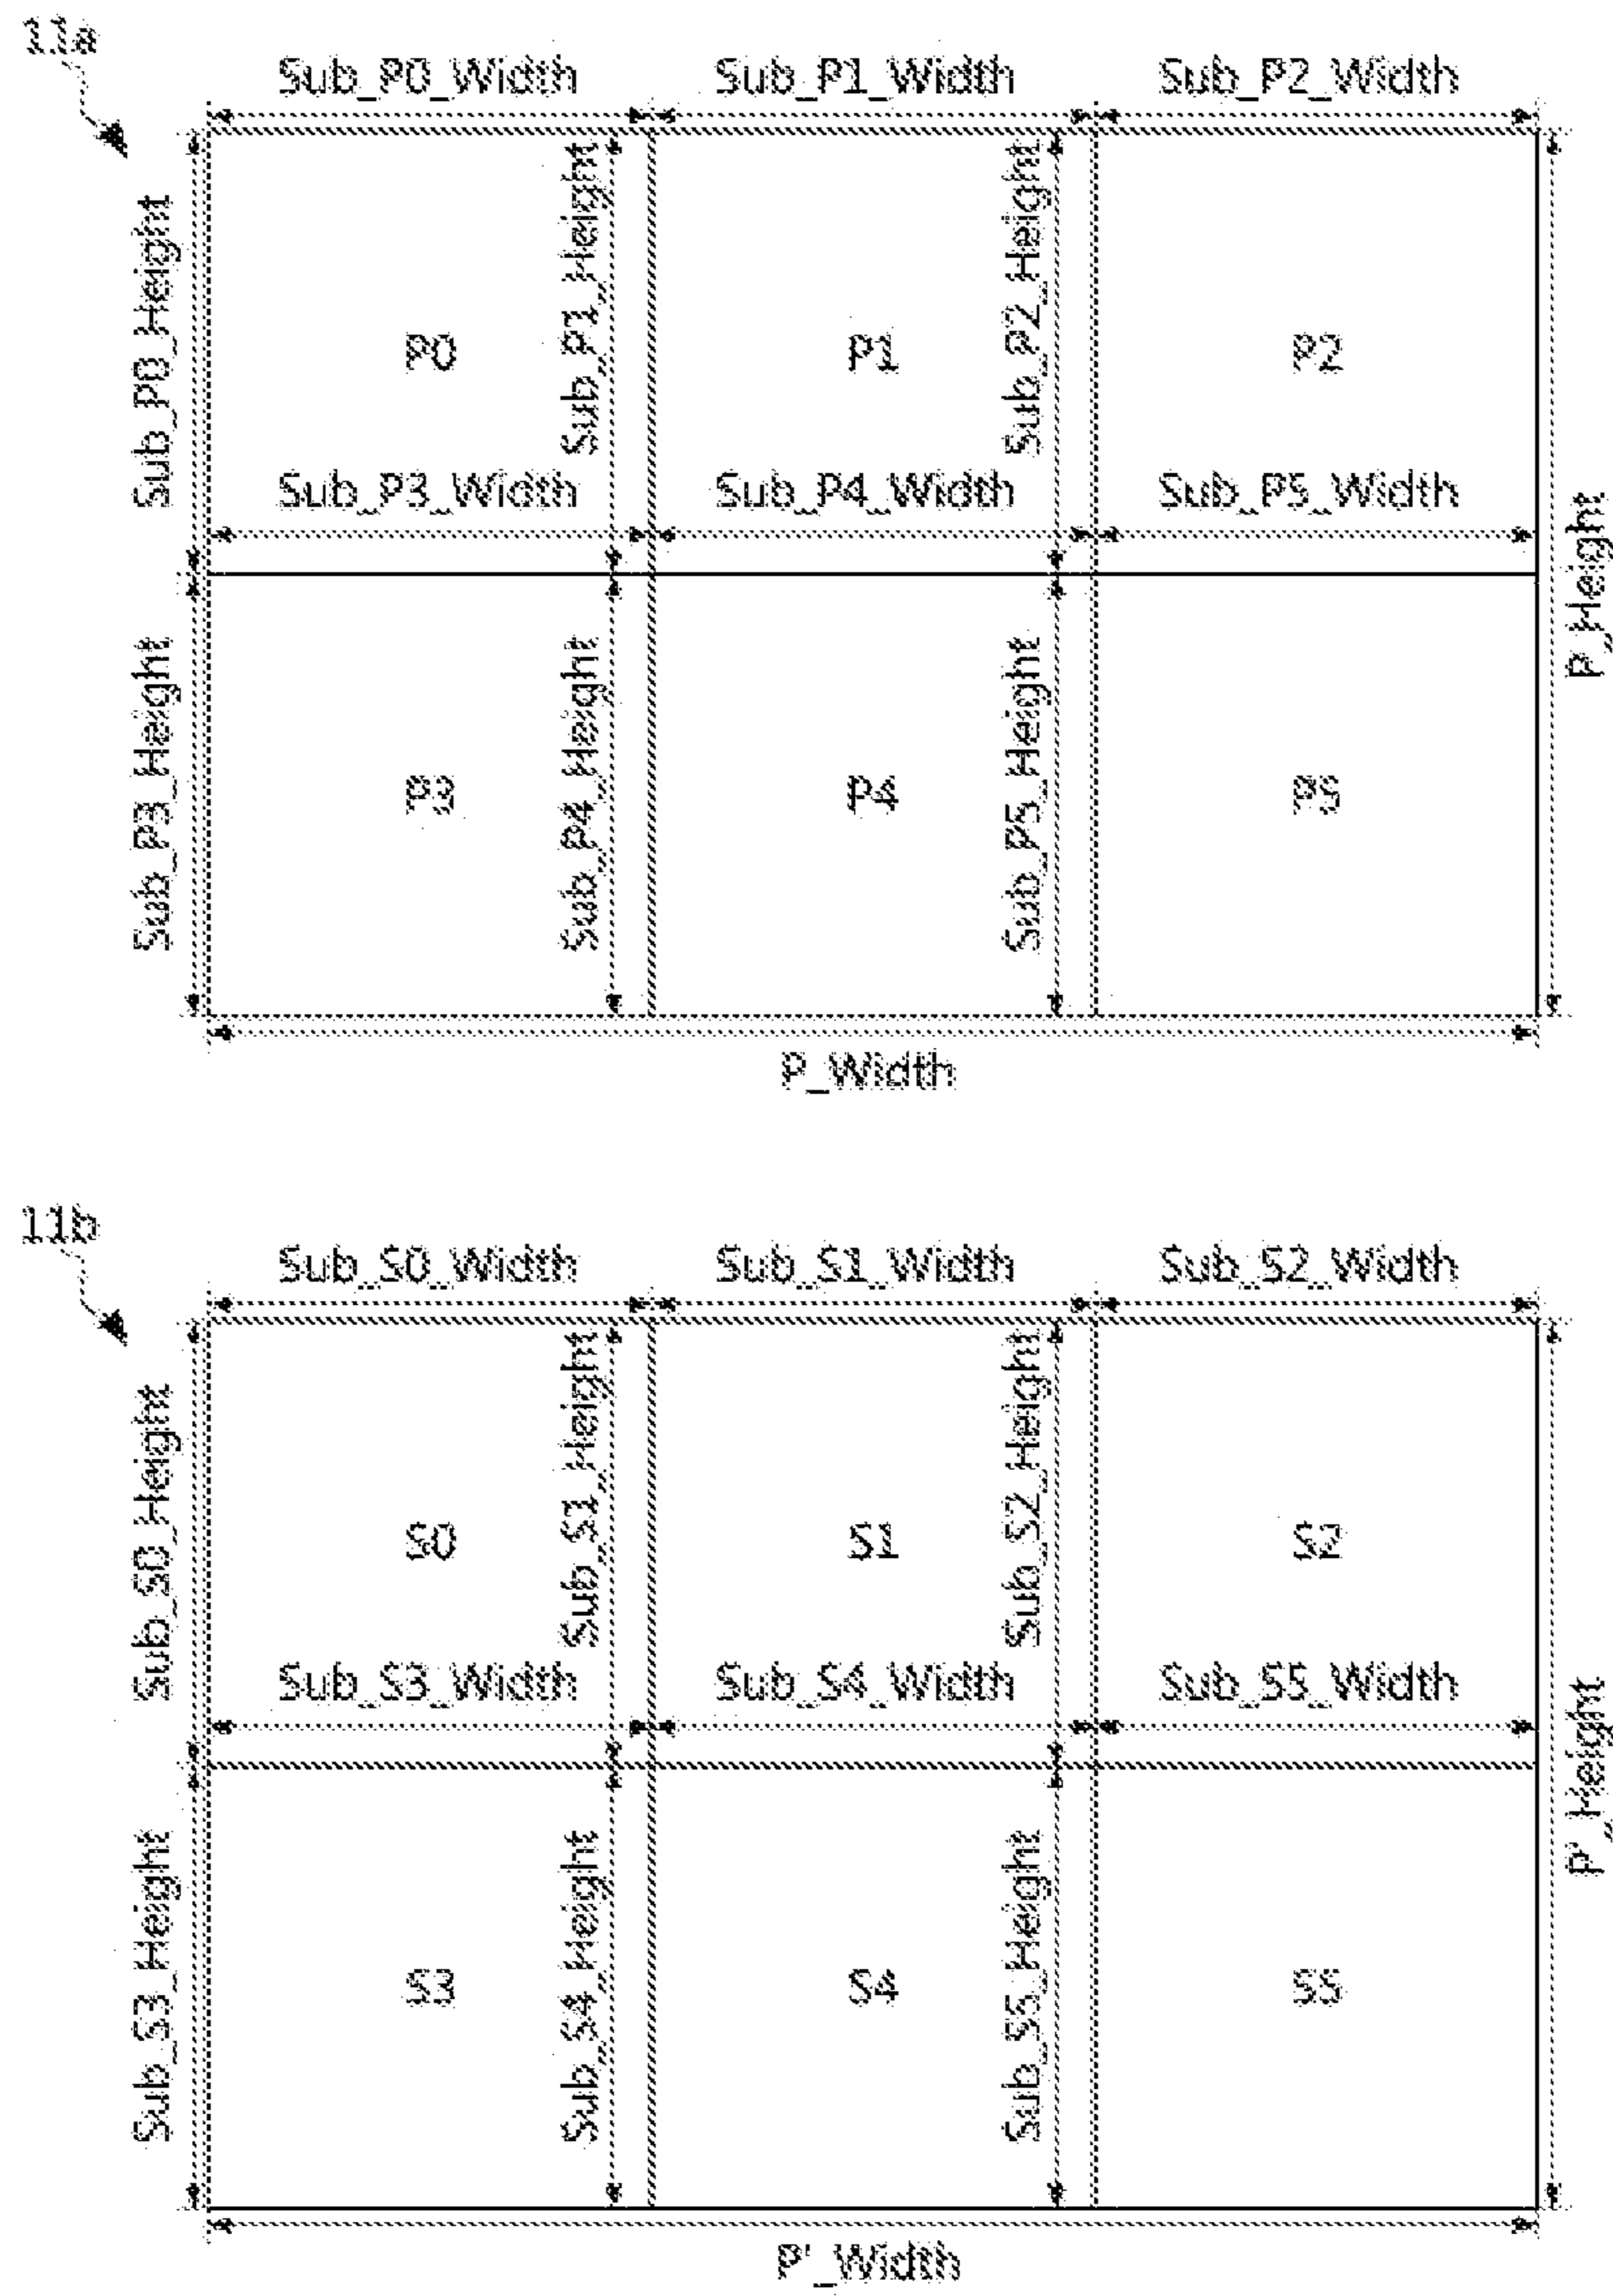 11a
Sub_P0_Width Sub_P1_Width Sub_P2_Width
Sub_P0_Height
Sub_P1_Height
Sub_P2_Height
P0 P1 P2
Sub_P3_Width Sub_P4_Width Sub_P5_Width
P_Height
Sub_P3_Height
Sub_P4_Height
Sub_P5_Height
P3 P4 P5
P_Width
11b
Sub_S0_Width Sub_S1_Width Sub_S2_Width
Sub_S0_Height
Sub_S1_Height
Sub_S2_Height
S0 S1 S2
Sub_S3_Width Sub_S4_Width Sub_S5_Width
P'_Height
Sub_S3_Height
Sub_S4_Height
Sub_S5_Height
S3 S4 S5
P'_Width